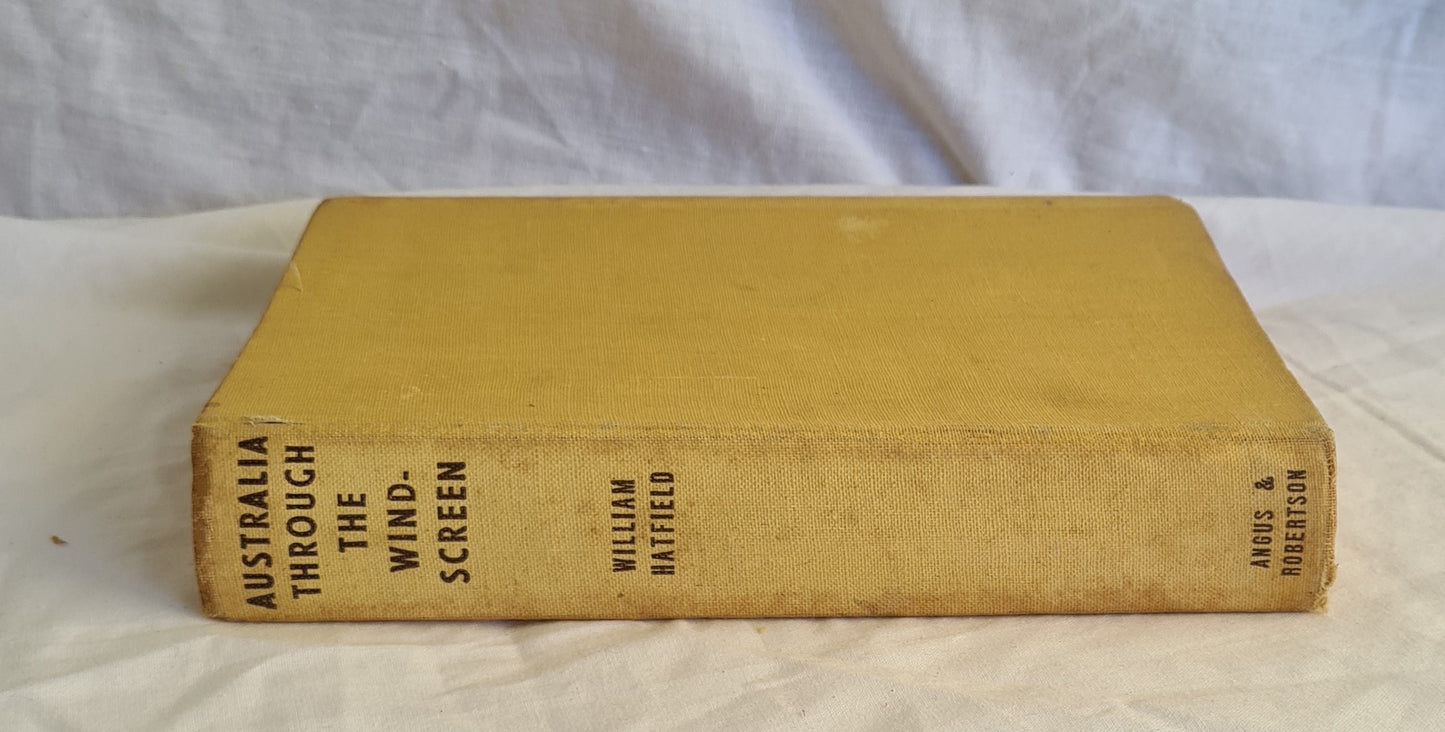 AUSTRALIA
THROUGH
THE
WIND-
SCREEN
WILLIAM
HATFIELD
ANGUS &
ROBERTSON